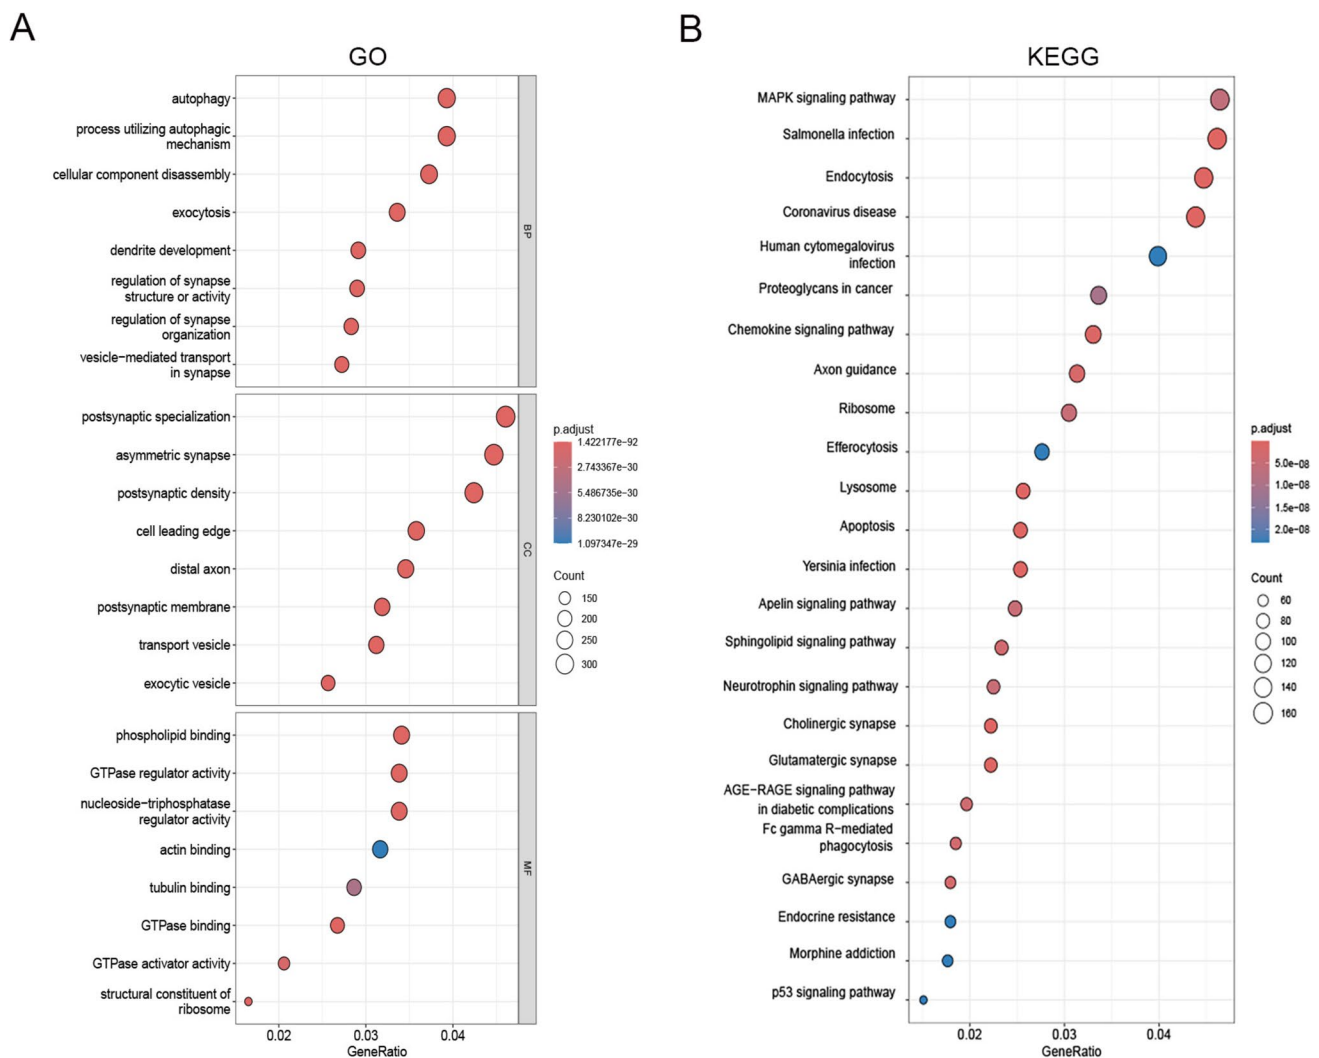 A
GO
autophagy
process utilizing autophagic
mechanism
cellular component disassembly
exocytosis
dendrite development
regulation of synapse
structure or activity
regulation of synapse
organization
vesicle−mediated transport
in synapse
BP
postsynaptic specialization
asymmetric synapse
postsynaptic density
cell leading edge
distal axon
postsynaptic membrane
transport vesicle
exocytic vesicle
CC
phospholipid binding
GTPase regulator activity
nucleoside−triphosphatase
regulator activity
actin binding
tubulin binding
GTPase binding
GTPase activator activity
structural constituent of
ribosome
MF
0.02
0.03
0.04
GeneRatio
p.adjust
1.422177e−92
2.743367e−30
5.486735e−30
8.230102e−30
1.097347e−29
Count
150
200
250
300
B
KEGG
MAPK signaling pathway
Salmonella infection
Endocytosis
Coronavirus disease
Human cytomegalovirus
infection
Proteoglycans in cancer
Chemokine signaling pathway
Axon guidance
Ribosome
Efferocytosis
Lysosome
Apoptosis
Yersinia infection
Apelin signaling pathway
Sphingolipid signaling pathway
Neurotrophin signaling pathway
Cholinergic synapse
Glutamatergic synapse
AGE−RAGE signaling pathway
in diabetic complications
Fc gamma R−mediated
phagocytosis
GABAergic synapse
Endocrine resistance
Morphine addiction
p53 signaling pathway
0.02
0.03
0.04
GeneRatio
p.adjust
5.0e−08
1.0e−08
1.5e−08
2.0e−08
Count
60
80
100
120
140
160